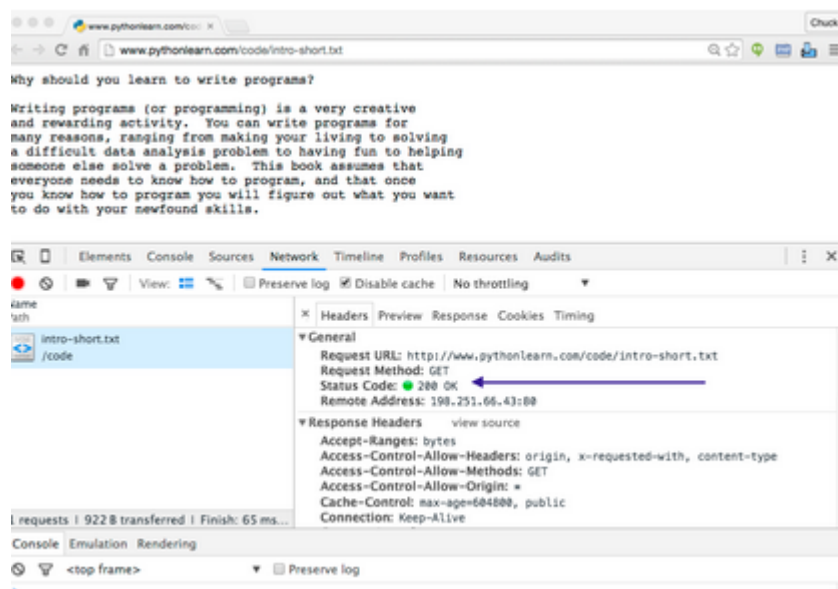 www.pythonlearn.com/co
Chuck
www.pythonlearn.com/code/intro-short.txt
Why should you learn to write programs?
Writing programs (or programming) is a very creative
and rewarding activity. You can write programs for
many reasons, ranging from making your living to solving
a difficult data analysis problem to having fun to helping
someone else solve a problem. This book assumes that
everyone needs to know how to program, and that once
you know how to program you will figure out what you want
to do with your newfound skills.
Elements Console Sources Network Timeline Profiles Resources Audits
View: Preserve log Disable cache No throttling
Name
Path
× Headers Preview Response Cookies Timing
intro-short.txt
/code
General
Request URL: http://www.pythonlearn.com/code/intro-short.txt
Request Method: GET
Status Code: 200 OK
Remote Address: 198.251.66.43:80
Response Headers view source
Accept-Ranges: bytes
Access-Control-Allow-Headers: origin, x-requested-with, content-type
Access-Control-Allow-Methods: GET
Access-Control-Allow-Origin: *
Cache-Control: max-age=604800, public
Connection: Keep-Alive
1 requests | 922 B transferred | Finish: 65 ms...
Console Emulation Rendering
<top frame> Preserve log